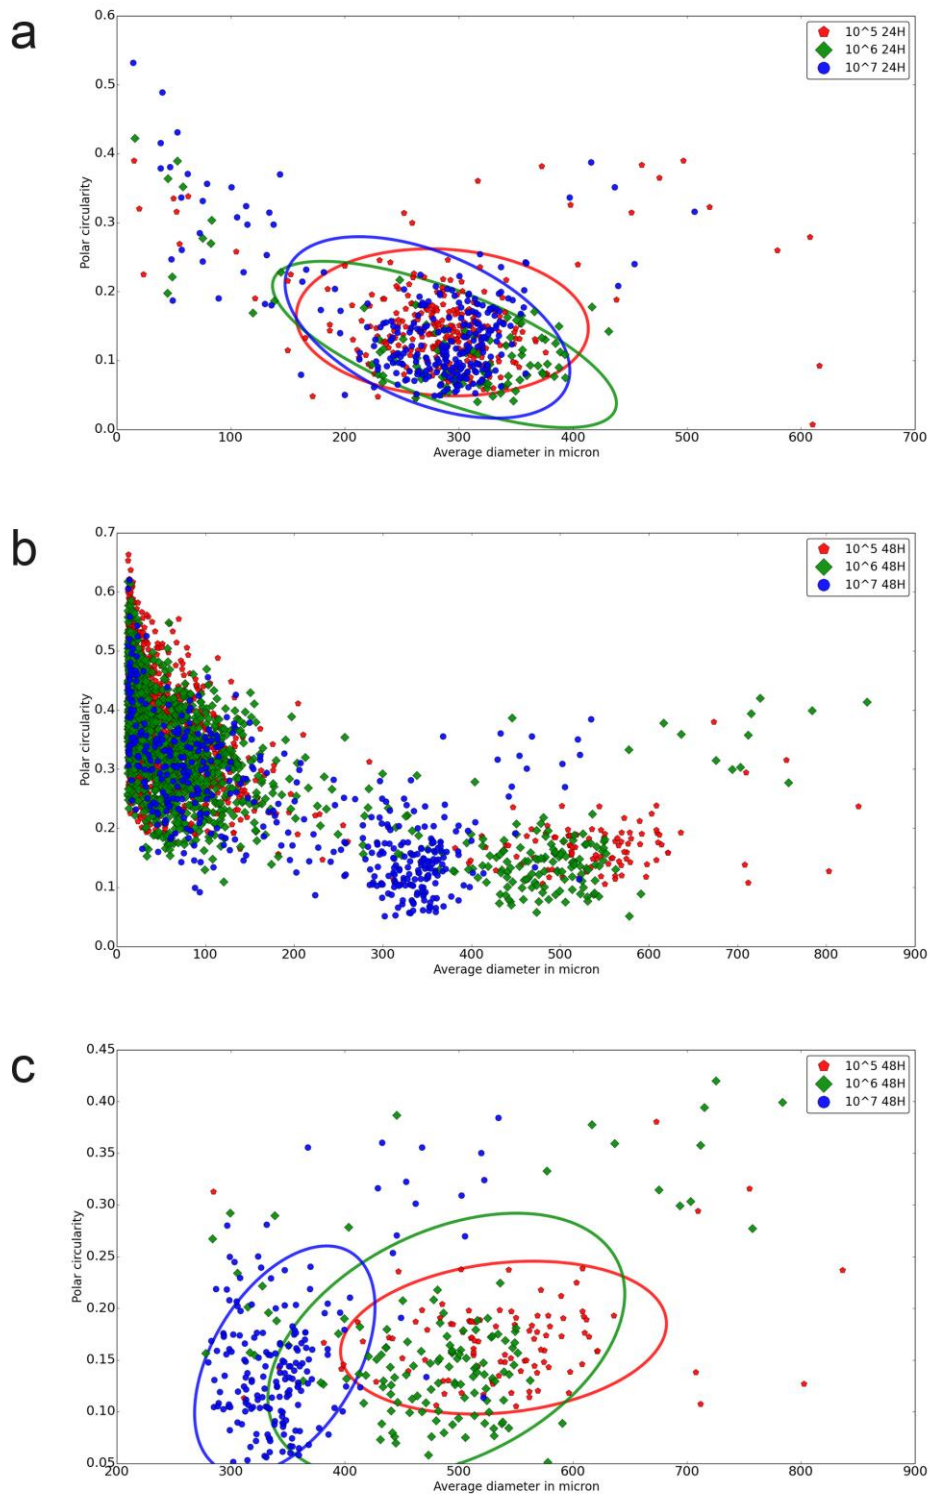 a
0.6
0.5
0.4
0.3
0.2
0.1
0.0
Polar circularity
10^5 24H
10^6 24H
10^7 24H
0 100 200 300 400 500 600 700
Average diameter in micron
b
0.7
0.6
0.5
0.4
0.3
0.2
0.1
0.0
Polar circularity
10^5 48H
10^6 48H
10^7 48H
0 100 200 300 400 500 600 700 800 900
Average diameter in micron
c
0.45
0.40
0.35
0.30
0.25
0.20
0.15
0.10
0.05
Polar circularity
10^5 48H
10^6 48H
10^7 48H
200 300 400 500 600 700 800 900
Average diameter in micron